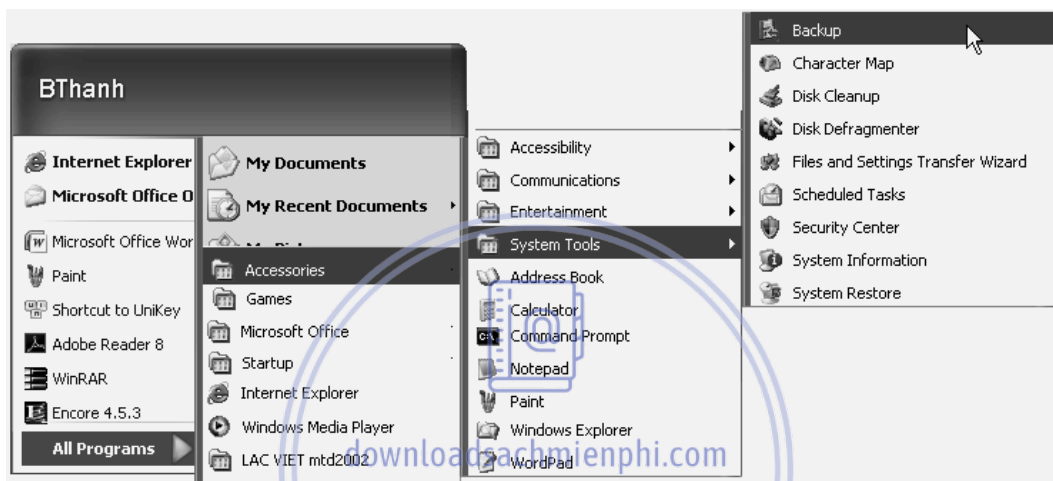 BThanh
Internet Explorer
Microsoft Office O
Microsoft Office Wor
Paint
Shortcut to UniKey
Adobe Reader 8
WinRAR
Encore 4.5.3
All Programs
My Documents
My Recent Documents
Accessories
Games
Microsoft Office
Startup
Internet Explorer
Windows Media Player
LAC VIET mtd2002
Accessibility
Communications
Entertainment
System Tools
Address Book
Calculator
Command Prompt
Notepad
Paint
Windows Explorer
WordPad
Backup
Character Map
Disk Cleanup
Disk Defragmenter
Files and Settings Transfer Wizard
Scheduled Tasks
Security Center
System Information
System Restore
downloadsachmienphi.com